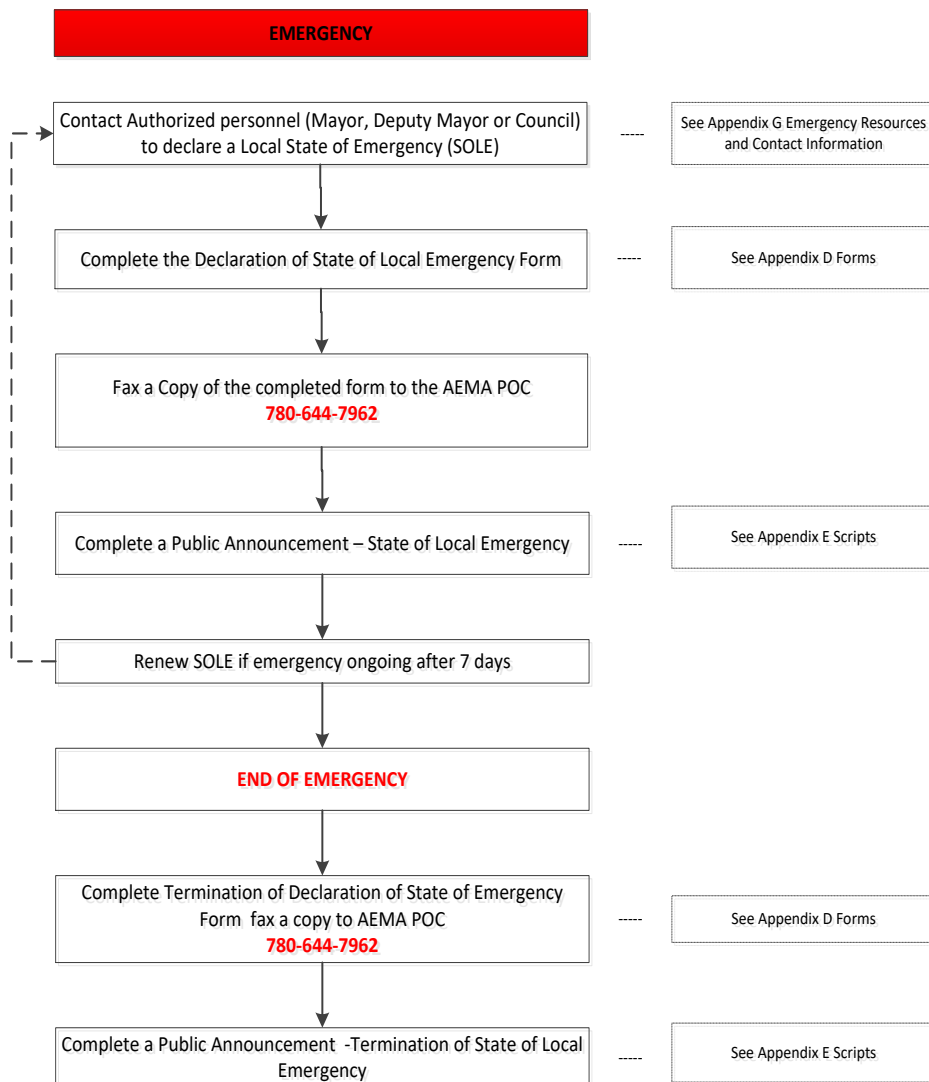 EMERGENCY
Contact Authorized personnel (Mayor, Deputy Mayor or Council)
to declare a Local State of Emergency (SOLE)
-----
See Appendix G Emergency Resources
and Contact Information
Complete the Declaration of State of Local Emergency Form
-----
See Appendix D Forms
Fax a Copy of the completed form to the AEMA POC
780-644-7962
Complete a Public Announcement – State of Local Emergency
-----
See Appendix E Scripts
Renew SOLE if emergency ongoing after 7 days
END OF EMERGENCY
Complete Termination of Declaration of State of Emergency
Form fax a copy to AEMA POC
780-644-7962
-----
See Appendix D Forms
Complete a Public Announcement -Termination of State of Local
Emergency
-----
See Appendix E Scripts